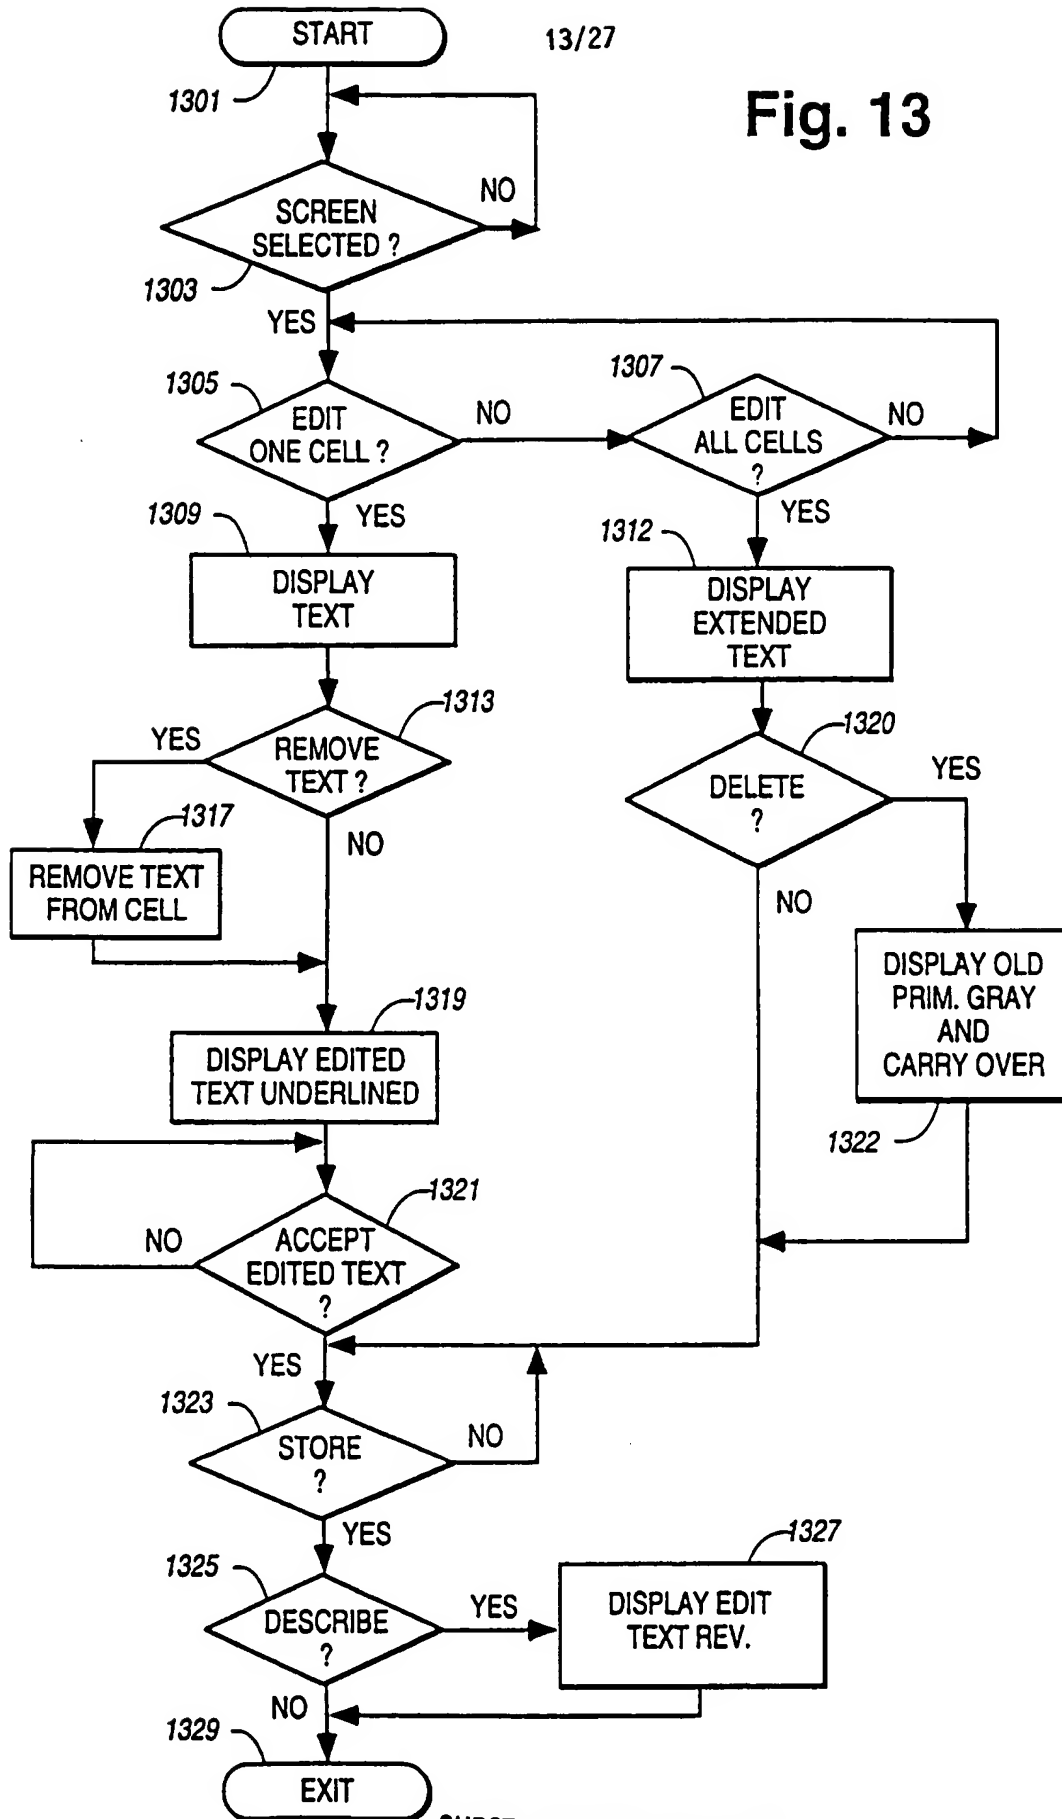 START
13/27
1301
Fig. 13
NO
SCREEN
SELECTED ?
1303
YES
1305
EDIT
ONE CELL ?
NO
1307
EDIT
ALL CELLS
?
NO
YES
1309
DISPLAY
TEXT
YES
1312
DISPLAY
EXTENDED
TEXT
1313
YES
REMOVE
TEXT ?
NO
1317
REMOVE TEXT
FROM CELL
1320
DELETE
?
YES
NO
DISPLAY OLD
PRIM. GRAY
AND
CARRY OVER
1322
1319
DISPLAY EDITED
TEXT UNDERLINED
1321
NO
ACCEPT
EDITED TEXT
?
YES
1323
STORE
?
NO
YES
1325
DESCRIBE
?
YES
1327
DISPLAY EDIT
TEXT REV.
NO
1329
EXIT